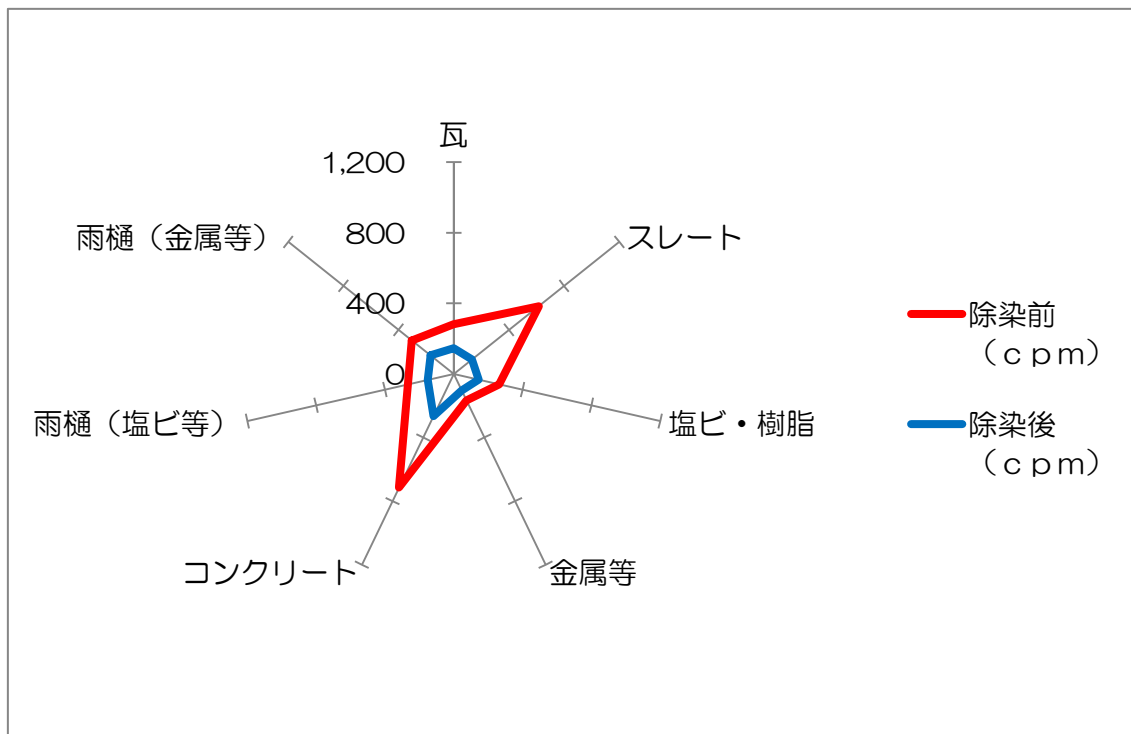 瓦
1,200
800
400
0
スレート
塩ビ・樹脂
金属等
コンクリート
雨樋（塩ビ等）
雨樋（金属等）
除染前
（ｃｐｍ）
除染後
（ｃｐｍ）